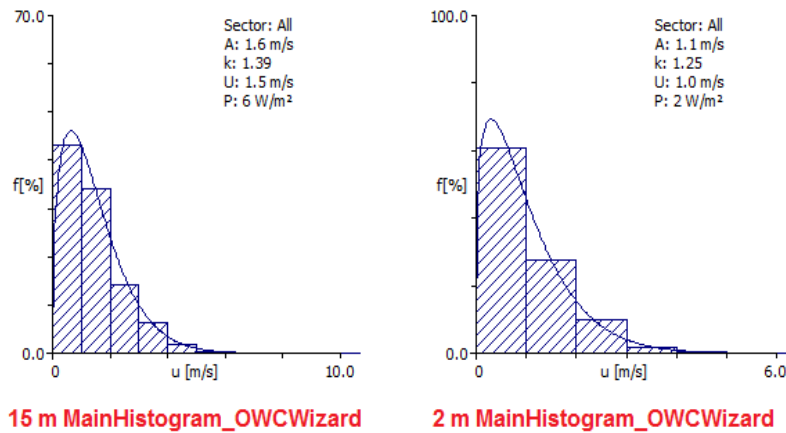 70.0
Sector: All
A: 1.6 m/s
k: 1.39
U: 1.5 m/s
P: 6 W/m²
f[%]
0.0
0
u [m/s]
10.0
15 m MainHistogram_OWCWizard
100.0
Sector: All
A: 1.1 m/s
k: 1.25
U: 1.0 m/s
P: 2 W/m²
f[%]
0.0
0
u [m/s]
6.0
2 m MainHistogram_OWCWizard